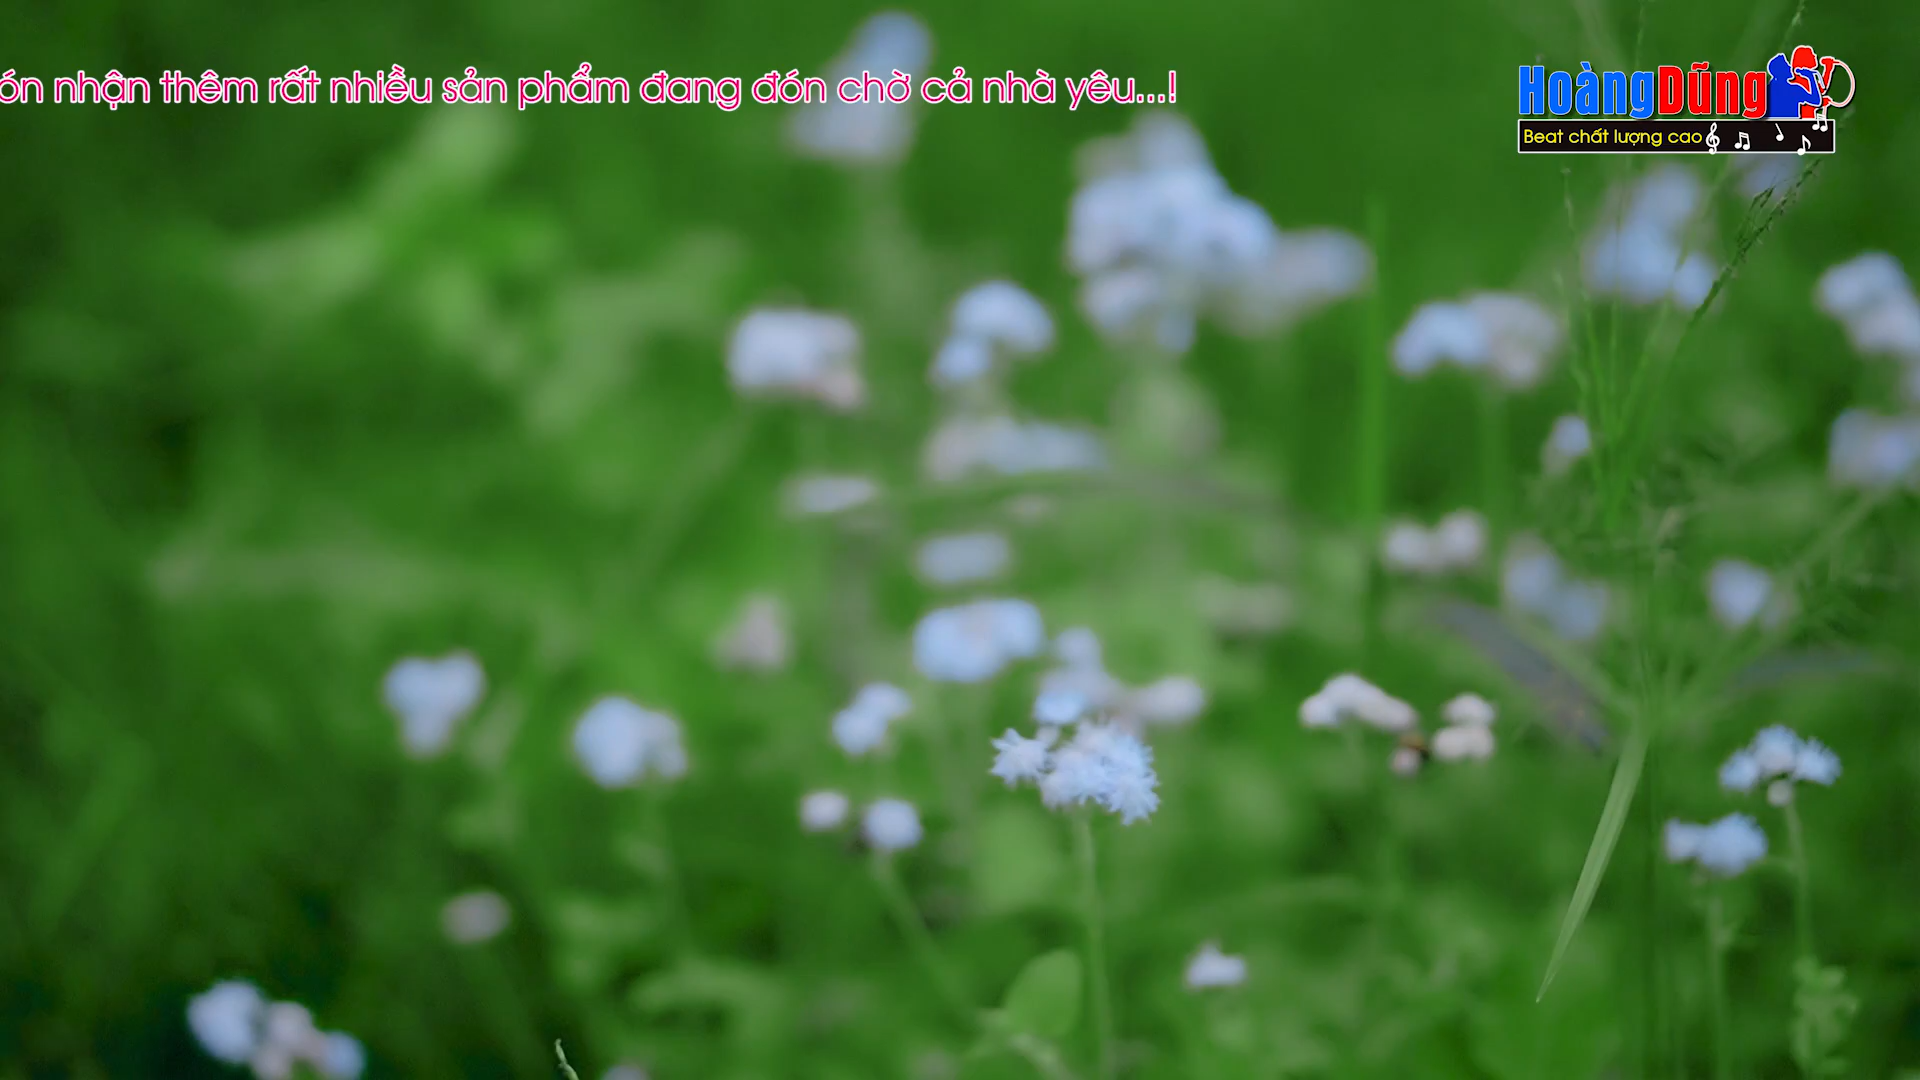 ón nhận thêm rất nhiều sản phẩm đang đón chờ cả nhà yêu...!
HoàngDũng
Beat chất lượng cao